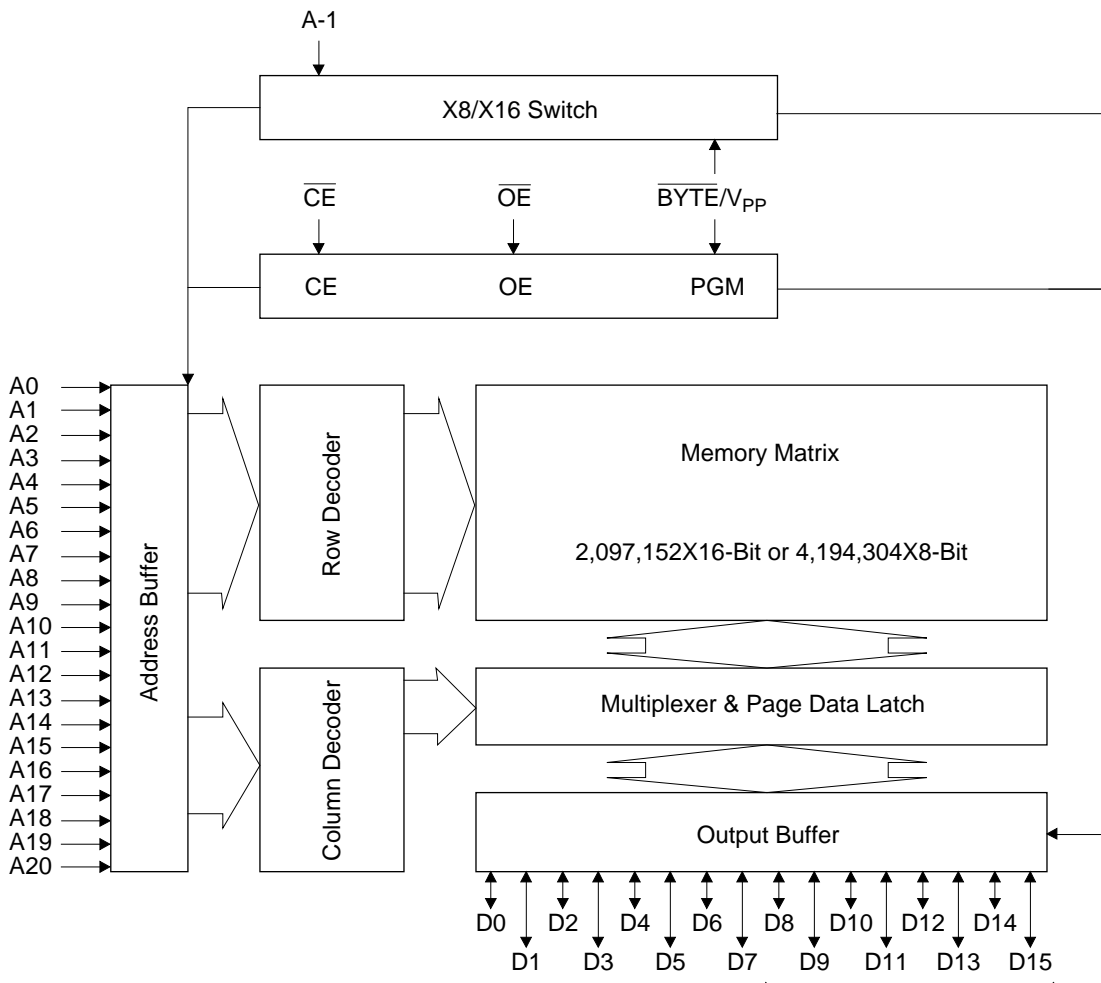 A-1
X8/X16 Switch
CE
OE
BYTE/VPP
CE
OE
PGM
A0
A1
A2
A3
A4
A5
A6
A7
A8
A9
A10
A11
A12
A13
A14
A15
A16
A17
A18
A19
A20
Address Buffer
Row Decoder
Memory Matrix
2,097,152X16-Bit or 4,194,304X8-Bit
Column Decoder
Multiplexer & Page Data Latch
Output Buffer
D0
D2
D4
D6
D8
D10
D12
D14
D1
D3
D5
D7
D9
D11
D13
D15